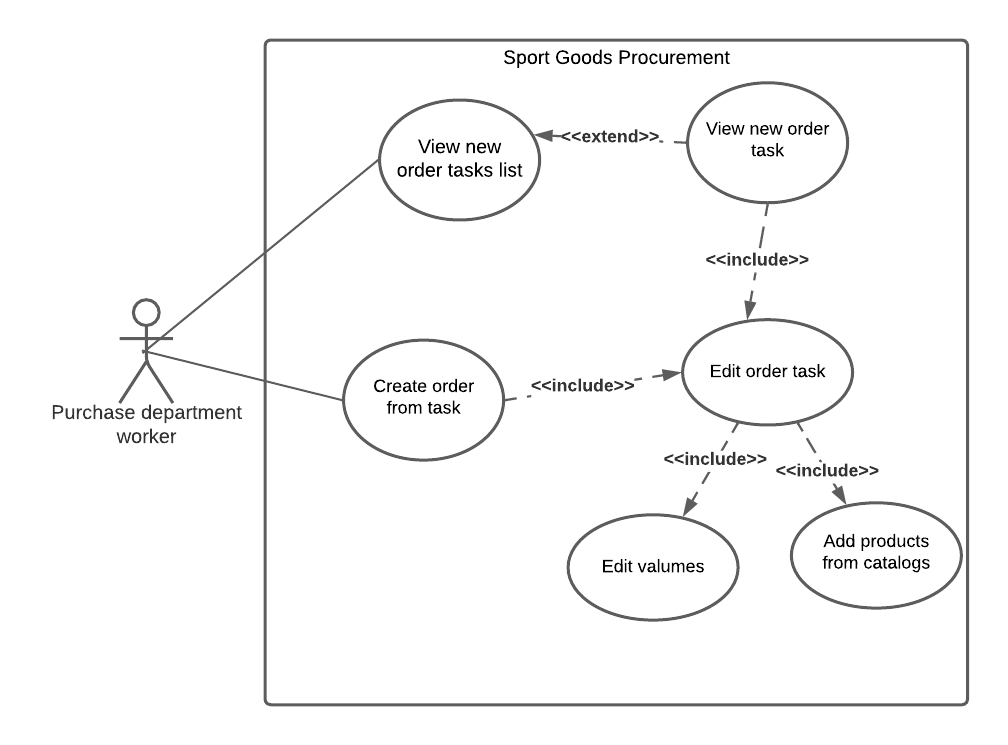 Sport Goods Procurement
View new
order tasks list
<<extend>>
View new order
task
<<include>>
Purchase department
worker
Create order
from task
<<include>>
Edit order task
<<include>>
<<include>>
Edit valumes
Add products
from catalogs